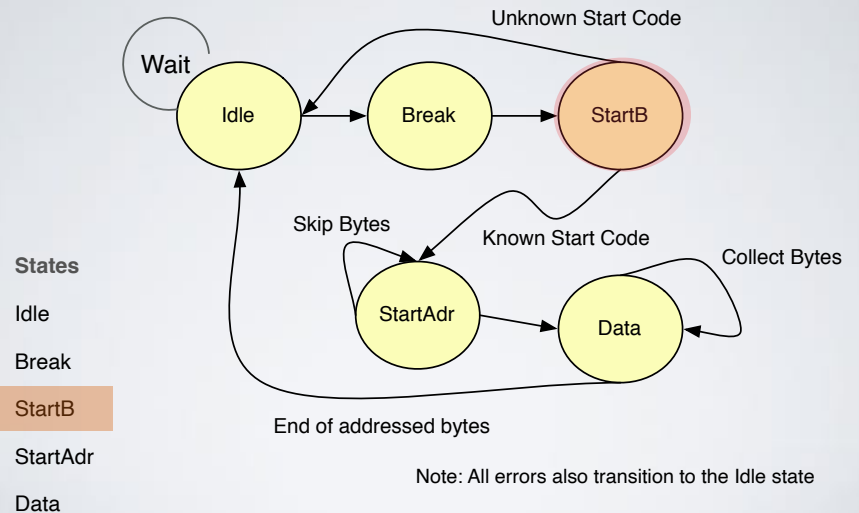 Unknown Start Code
Wait
Idle
Break
StartB
Skip Bytes
Known Start Code
Collect Bytes
StartAdr
Data
End of addressed bytes
Note: All errors also transition to the Idle state
States
Idle
Break
StartB
StartAdr
Data